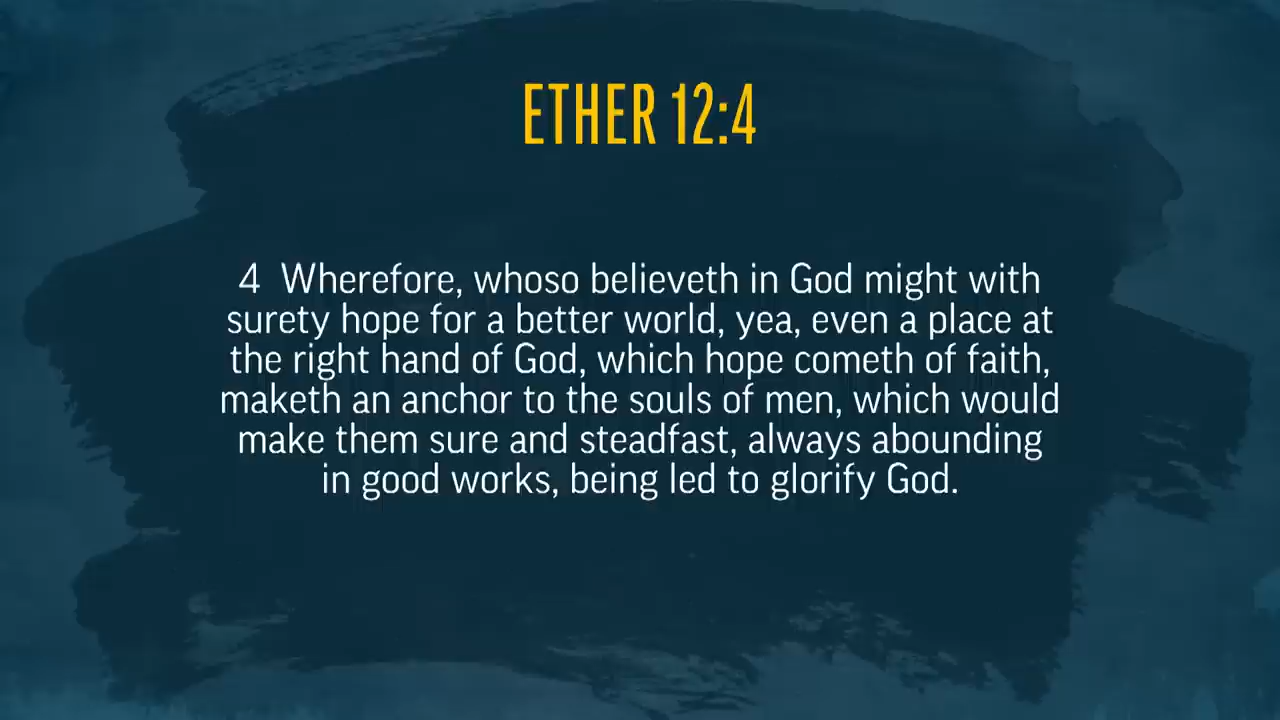 ETHER 12:4
4 Wherefore, whoso believeth in God might with
surety hope for a better world, yea, even a place at
the right hand of God, which hope cometh of faith,
maketh an anchor to the souls of men, which would
make them sure and steadfast, always abounding
in good works, being led to glorify God.